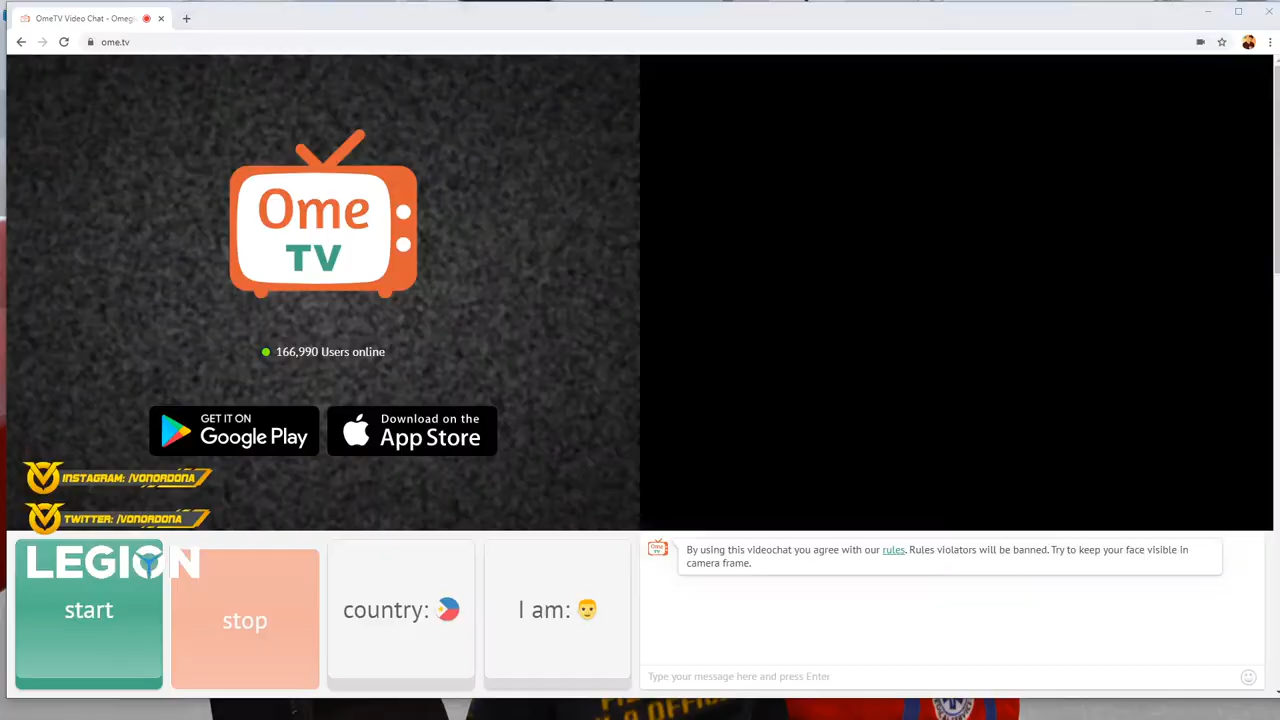 OmeTV Video Chat - Omegl
ome.tv
Ome
TV
166,990 Users online
GET IT ON
Google Play
Download on the
App Store
INSTAGRAM: /VONORDONA
TWITTER: /VONORDONA
LEGION
start
stop
country:
I am:
Ome
TV
By using this videochat you agree with our rules. Rules violators will be banned. Try to keep your face visible in
camera frame.
Type your message here and press Enter